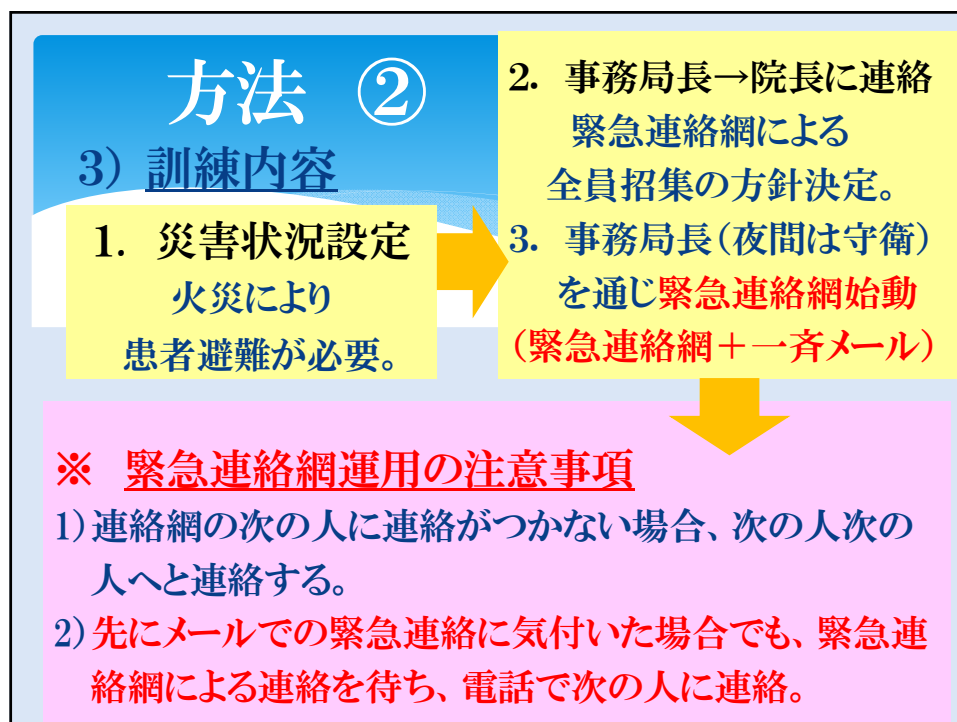 方法 ②
3) 訓練内容
1. 災害状況設定
火災により
患者避難が必要。
2. 事務局長→院長に連絡
緊急連絡網による
全員招集の方針決定。
3. 事務局長(夜間は守衛)
を通じ緊急連絡網始動
(緊急連絡網+一斉メール)
※ 緊急連絡網運用の注意事項
1)連絡網の次の人に連絡がつかない場合、次の人次の
人へと連絡する。
2)先にメールでの緊急連絡に気付いた場合でも、緊急連
絡網による連絡を待ち、電話で次の人に連絡。